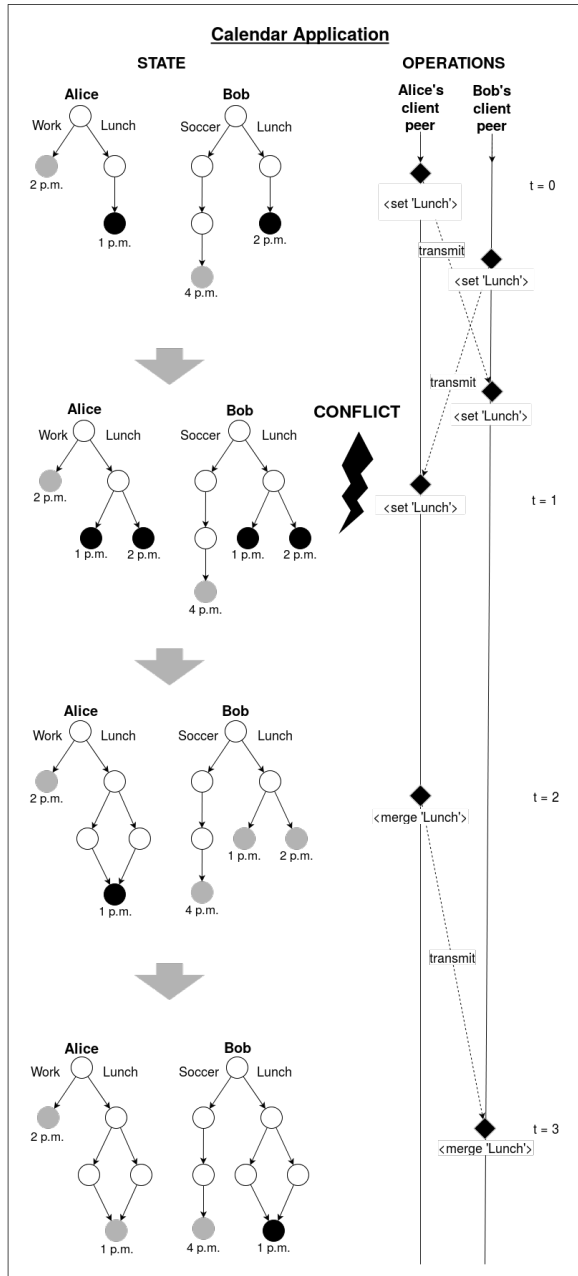 Calendar Application
STATE
OPERATIONS
Alice's
client
peer
Bob's
client
peer
Alice
Bob
Work
Lunch
Soccer
Lunch
2 p.m.
1 p.m.
2 p.m.
4 p.m.
t = 0
<set 'Lunch'>
transmit
<set 'Lunch'>
transmit
<set 'Lunch'>
Alice
Bob
CONFLICT
Work
Lunch
Soccer
Lunch
2 p.m.
1 p.m.
2 p.m.
1 p.m.
2 p.m.
4 p.m.
<set 'Lunch'>
t = 1
Alice
Bob
Work
Lunch
Soccer
Lunch
2 p.m.
1 p.m.
2 p.m.
4 p.m.
1 p.m.
t = 2
<merge 'Lunch'>
transmit
Alice
Bob
Work
Lunch
Soccer
Lunch
2 p.m.
1 p.m.
4 p.m.
1 p.m.
t = 3
<merge 'Lunch'>